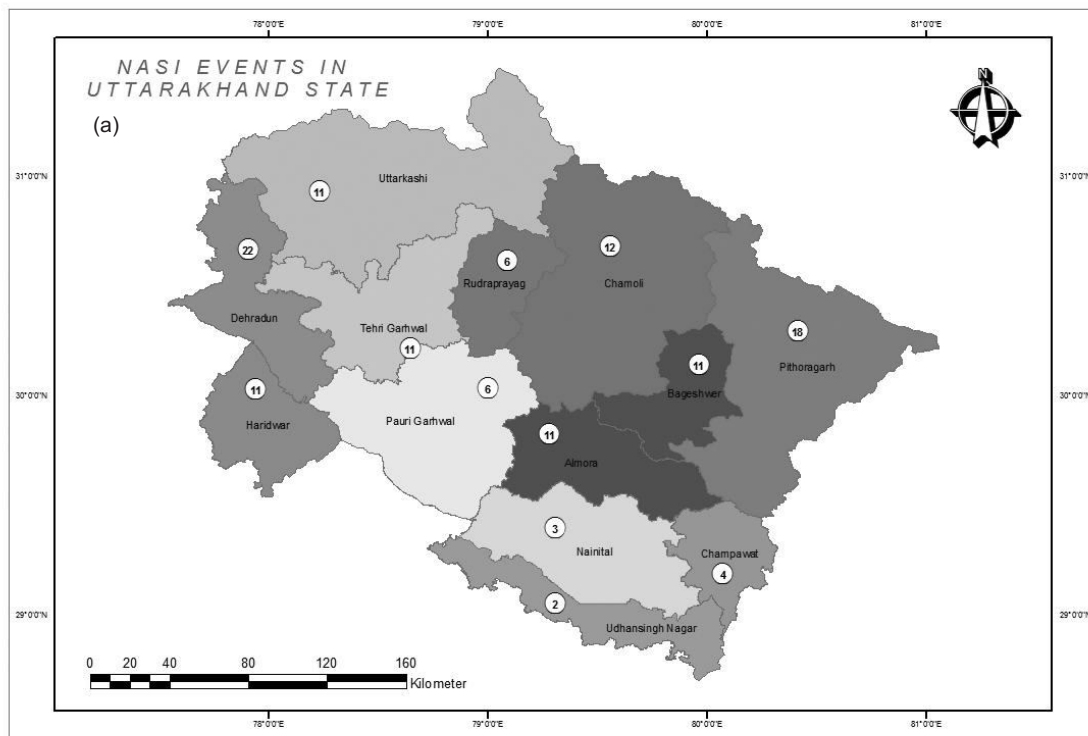 78°0'0"E 79°0'0"E 80°0'0"E 81°0'0"E
NASI EVENTS IN
UTTARAKHAND STATE
(a)
N
31°0'0"N 31°0'0"N
Uttarkashi
11
22
6
12
Rudraprayag
Chamoli
Dehradun
Tehri Garhwal
11
18
Pithoragarh
11
Bageshwer
30°0'0"N 30°0'0"N
11
Haridwar
6
Pauri Garhwal
11
Almora
3
Nainital
Champawat
4
2
Udhansingh Nagar
29°0'0"N 29°0'0"N
0 20 40 80 120 160
Kilometer
78°0'0"E 79°0'0"E 80°0'0"E 81°0'0"E